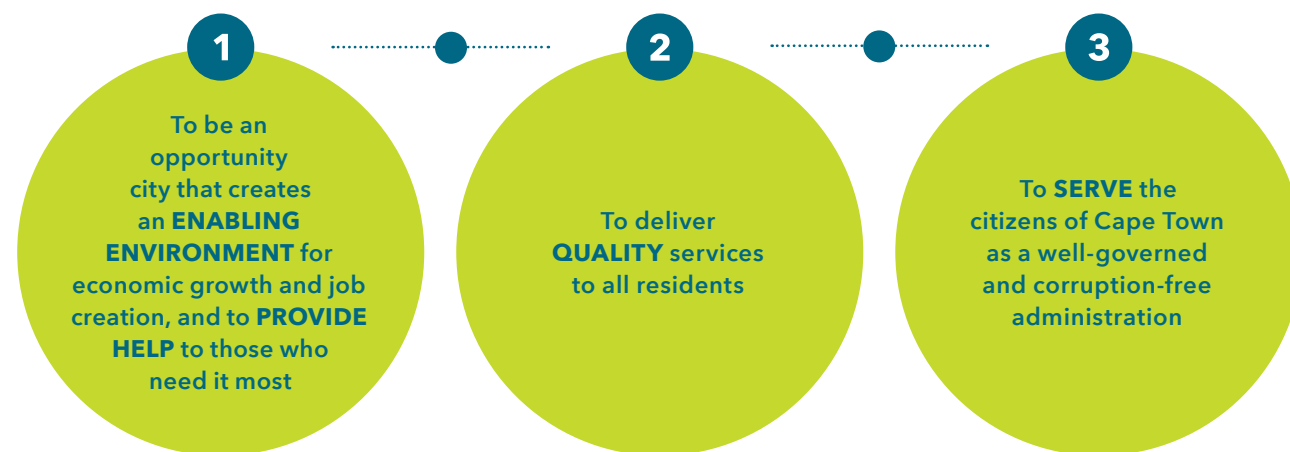 1
To be an
opportunity
city that creates
an ENABLING
ENVIRONMENT for
economic growth and job
creation, and to PROVIDE
HELP to those who
need it most
2
To deliver
QUALITY services
to all residents
3
To SERVE the
citizens of Cape Town
as a well-governed
and corruption-free
administration